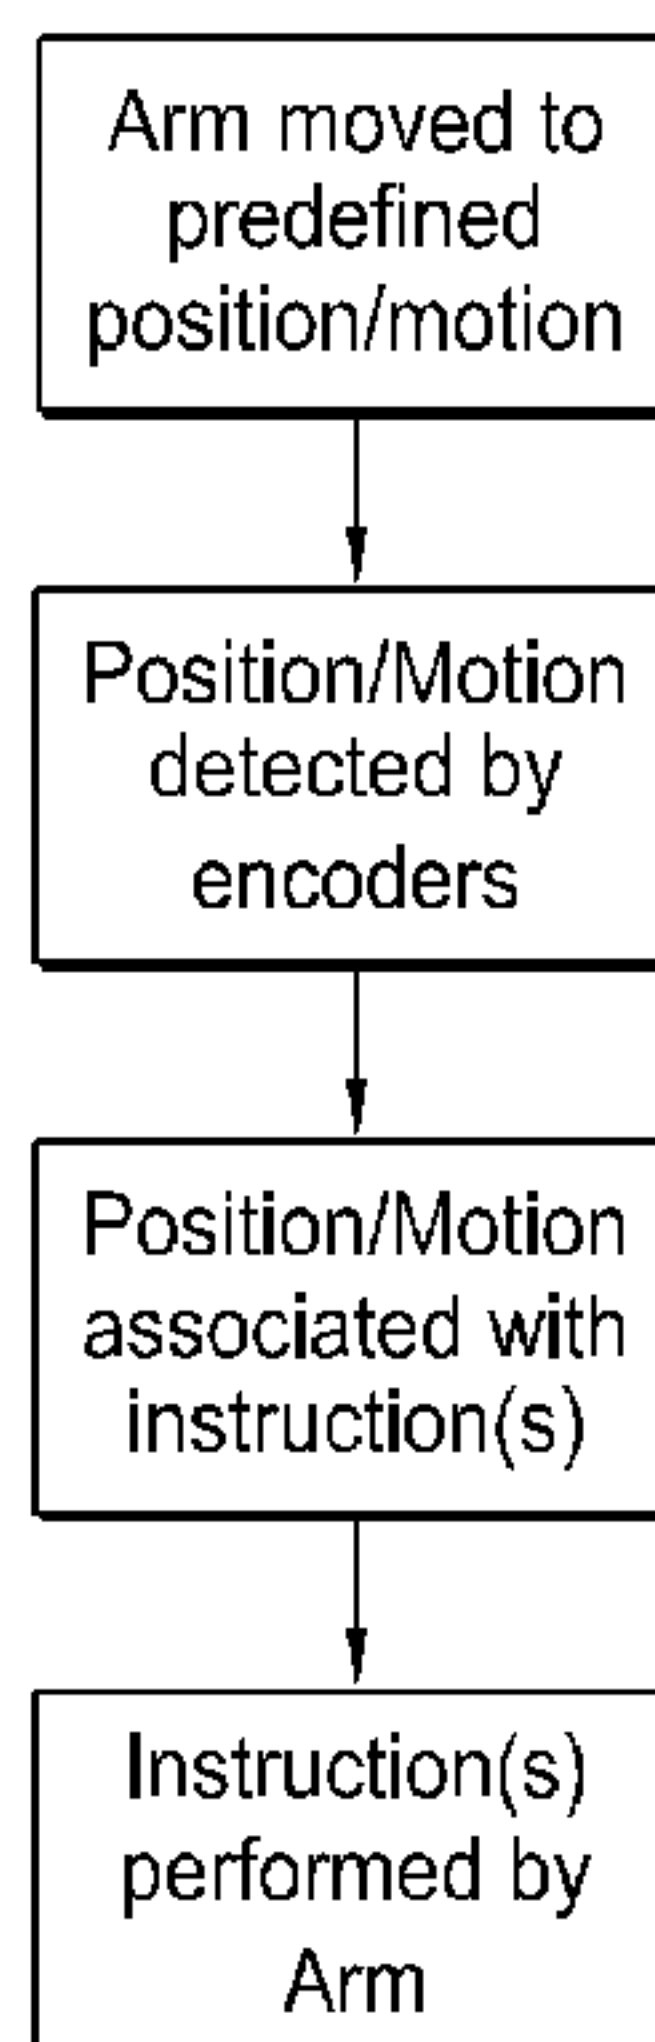 Arm moved to
predefined
position/motion
Position/Motion
detected by
encoders
Position/Motion
associated with
instruction(s)
Instruction(s)
performed by
Arm